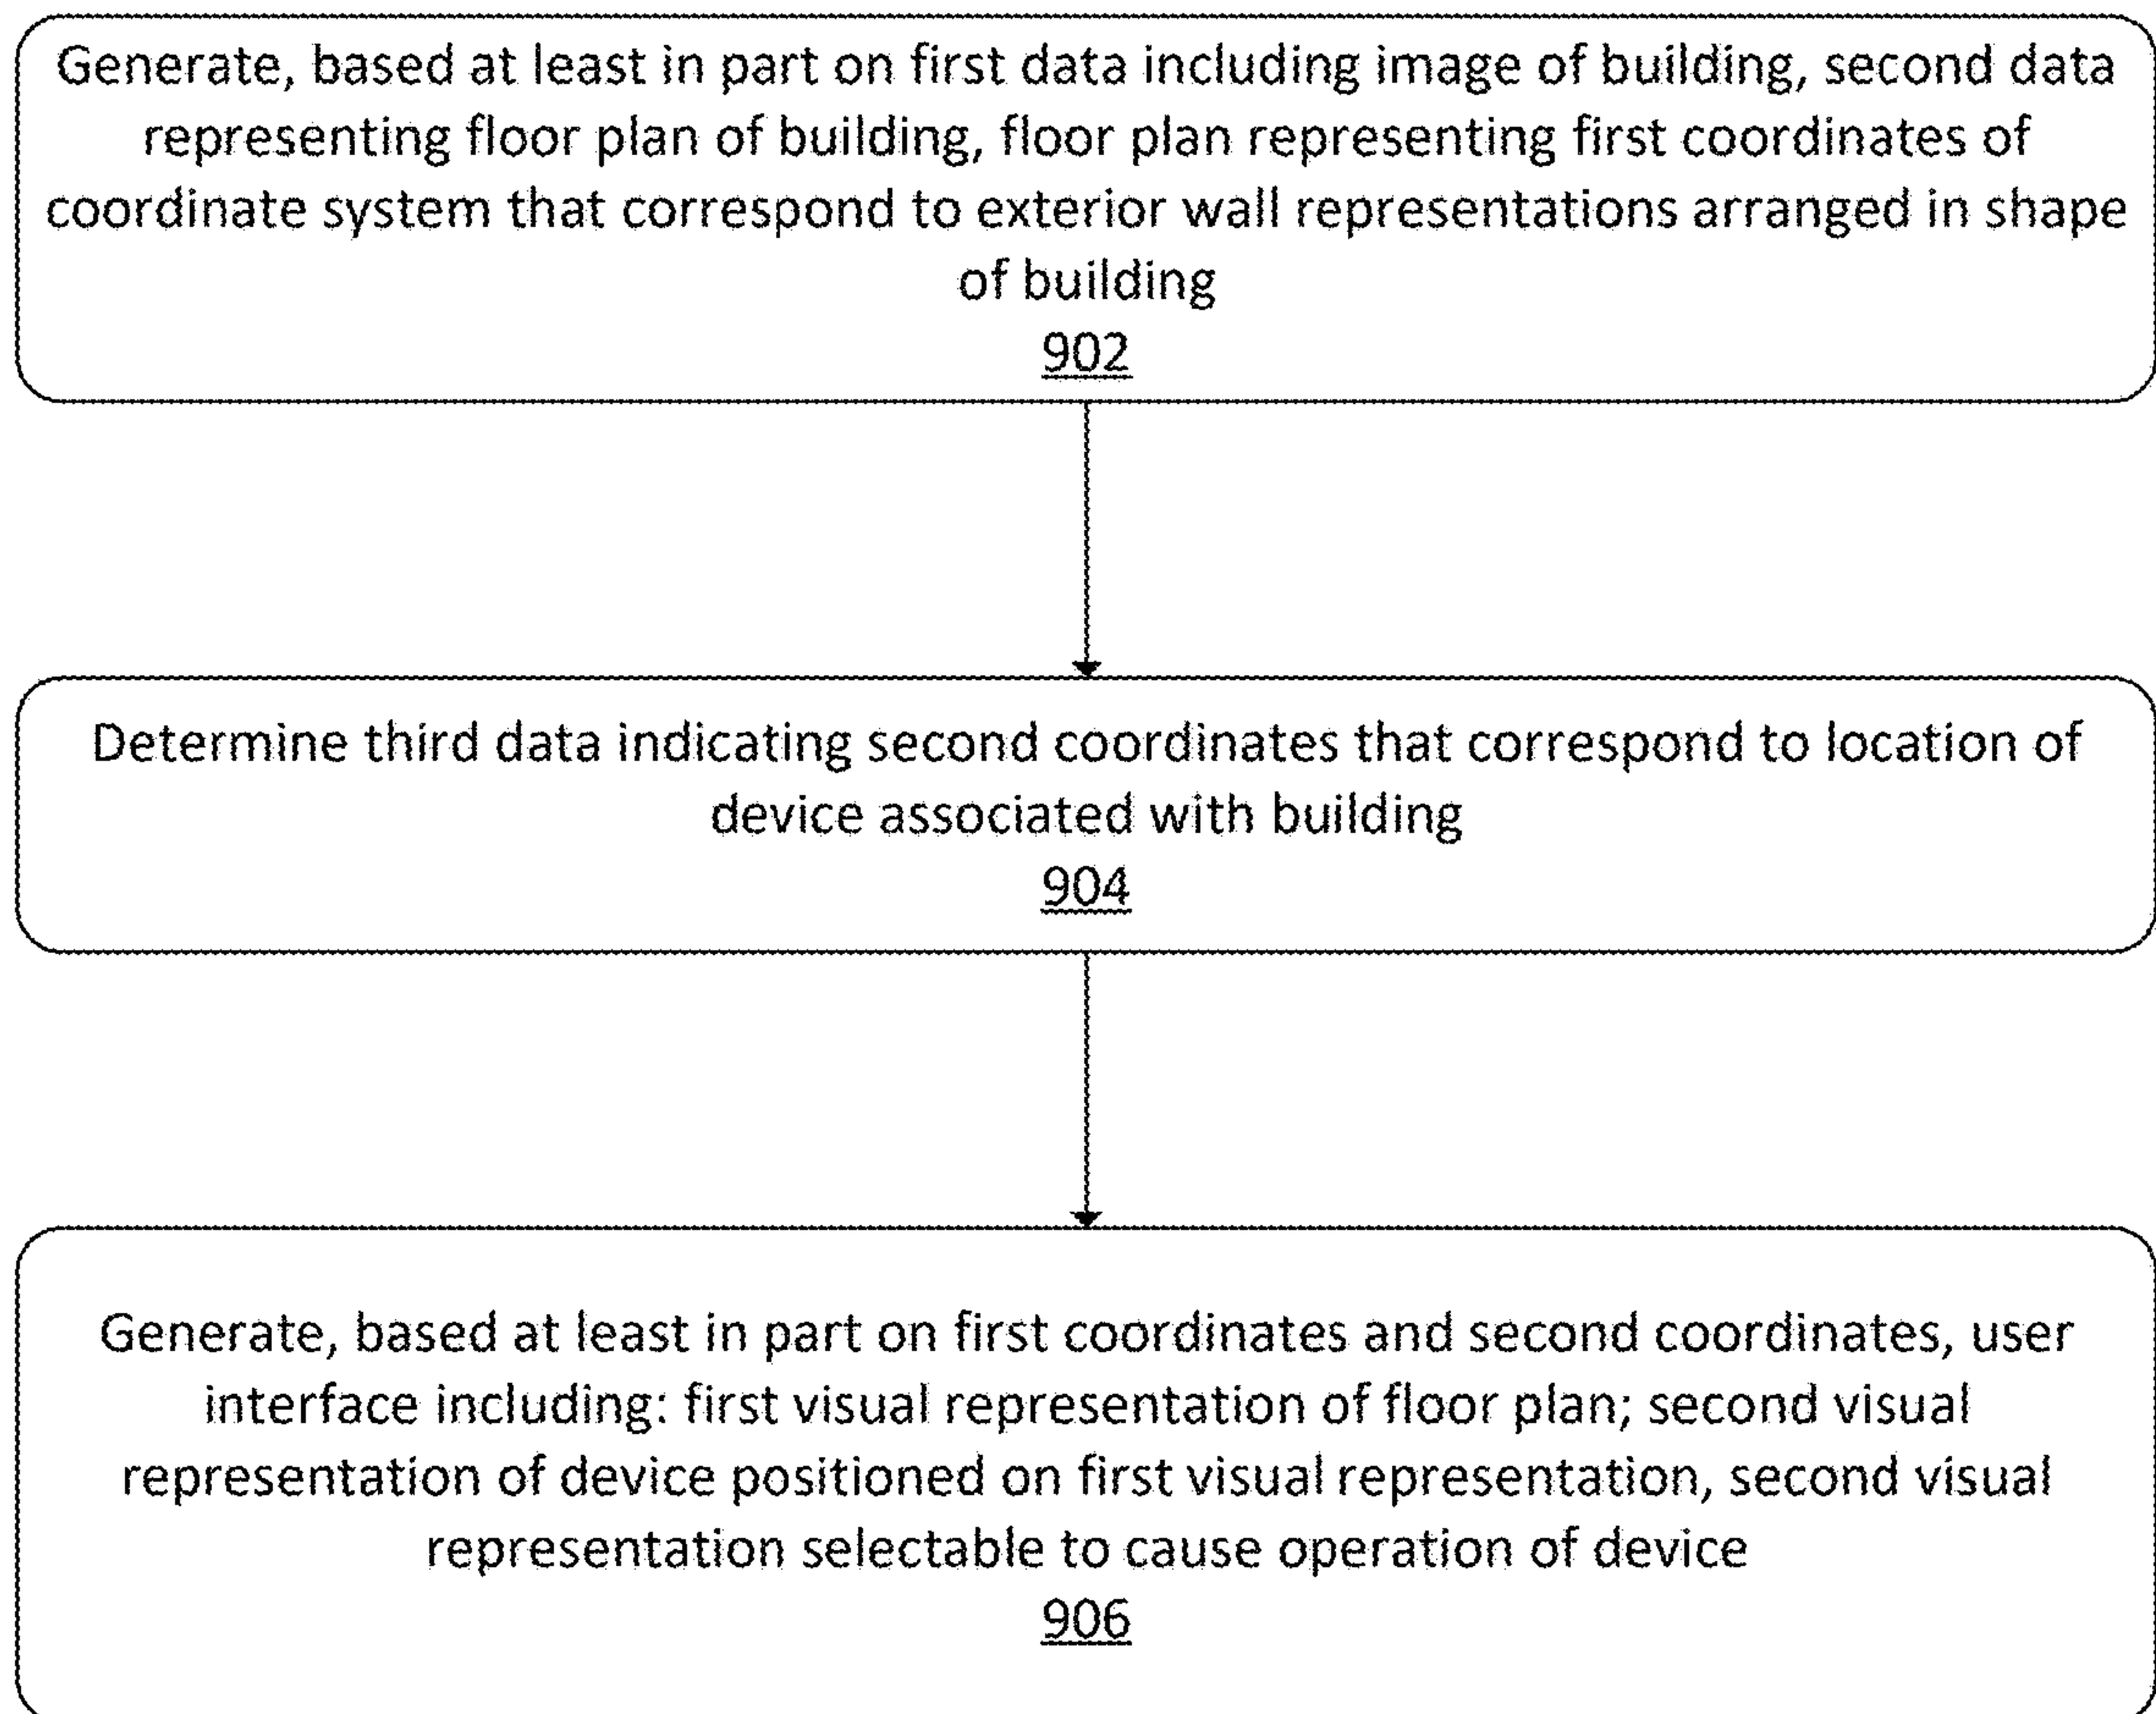 Generate, based at least in part on first data including image of building, second data
representing floor plan of building, floor plan representing first coordinates of
coordinate system that correspond to exterior wall representations arranged in shape
of building
902
Determine third data indicating second coordinates that correspond to location of
device associated with building
904
Generate, based at least in part on first coordinates and second coordinates, user
interface including: first visual representation of floor plan; second visual
representation of device positioned on first visual representation, second visual
representation selectable to cause operation of device
906